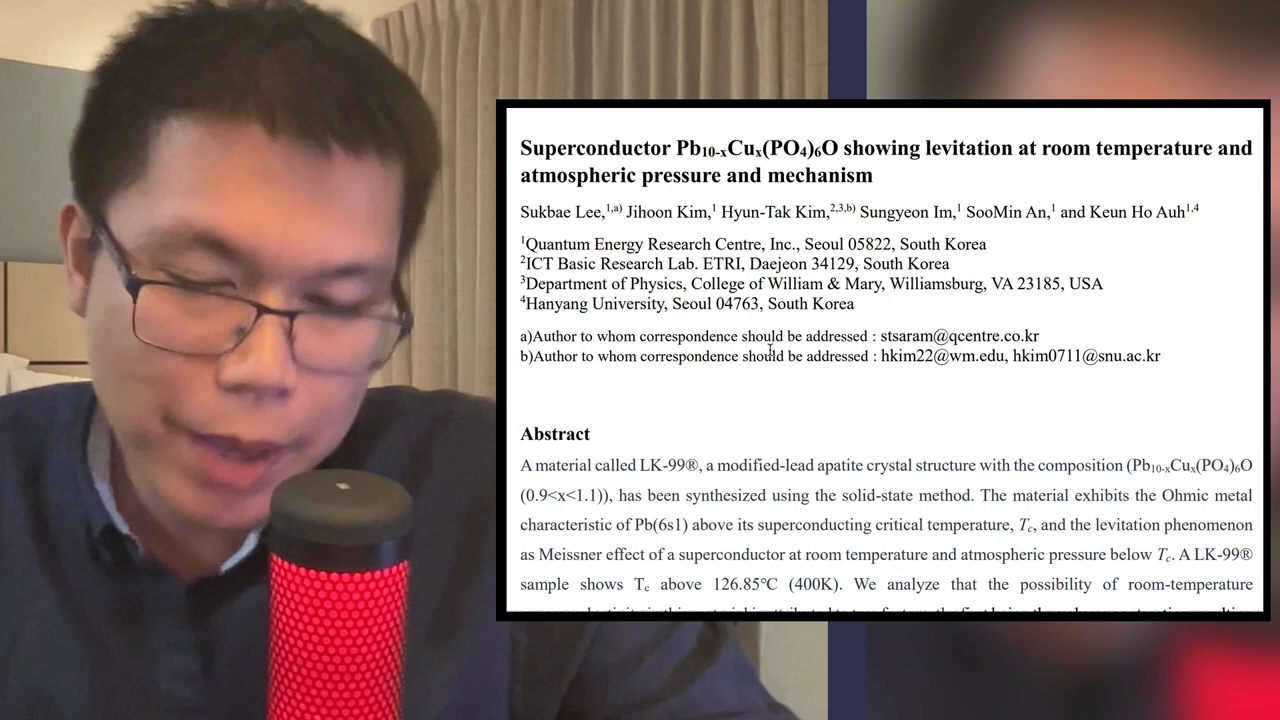 Superconductor Pb₁₀₋ₓCuₓ(PO₄)₆O showing levitation at room temperature and
atmospheric pressure and mechanism
Sukbae Lee,¹,ᵃ⁾ Jihoon Kim,¹ Hyun-Tak Kim,²,³,ᵇ⁾ Sungyeon Im,¹ SooMin An,¹ and Keun Ho Auh¹,⁴
¹Quantum Energy Research Centre, Inc., Seoul 05822, South Korea
²ICT Basic Research Lab. ETRI, Daejeon 34129, South Korea
³Department of Physics, College of William & Mary, Williamsburg, VA 23185, USA
⁴Hanyang University, Seoul 04763, South Korea
a)Author to whom correspondence should be addressed : stsaram@qcentre.co.kr
b)Author to whom correspondence should be addressed : hkim22@wm.edu, hkim0711@snu.ac.kr
Abstract
A material called LK-99®, a modified-lead apatite crystal structure with the composition (Pb₁₀₋ₓCuₓ(PO₄)₆O
(0.9<x<1.1)), has been synthesized using the solid-state method. The material exhibits the Ohmic metal
characteristic of Pb(6s1) above its superconducting critical temperature, T꜀, and the levitation phenomenon
as Meissner effect of a superconductor at room temperature and atmospheric pressure below T꜀. A LK-99®
sample shows T꜀ above 126.85℃ (400K). We analyze that the possibility of room-temperature